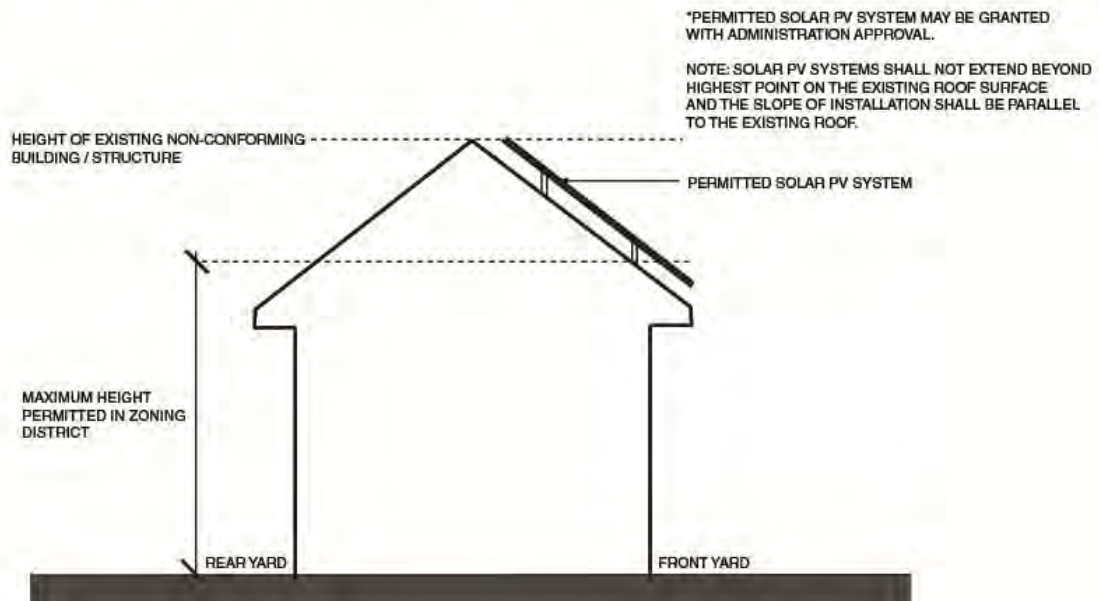 *PERMITTED SOLAR PV SYSTEM MAY BE GRANTED
WITH ADMINISTRATION APPROVAL.
NOTE: SOLAR PV SYSTEMS SHALL NOT EXTEND BEYOND
HIGHEST POINT ON THE EXISTING ROOF SURFACE
AND THE SLOPE OF INSTALLATION SHALL BE PARALLEL
TO THE EXISTING ROOF.
HEIGHT OF EXISTING NON-CONFORMING
BUILDING / STRUCTURE
PERMITTED SOLAR PV SYSTEM
MAXIMUM HEIGHT
PERMITTED IN ZONING
DISTRICT
REAR YARD
FRONT YARD